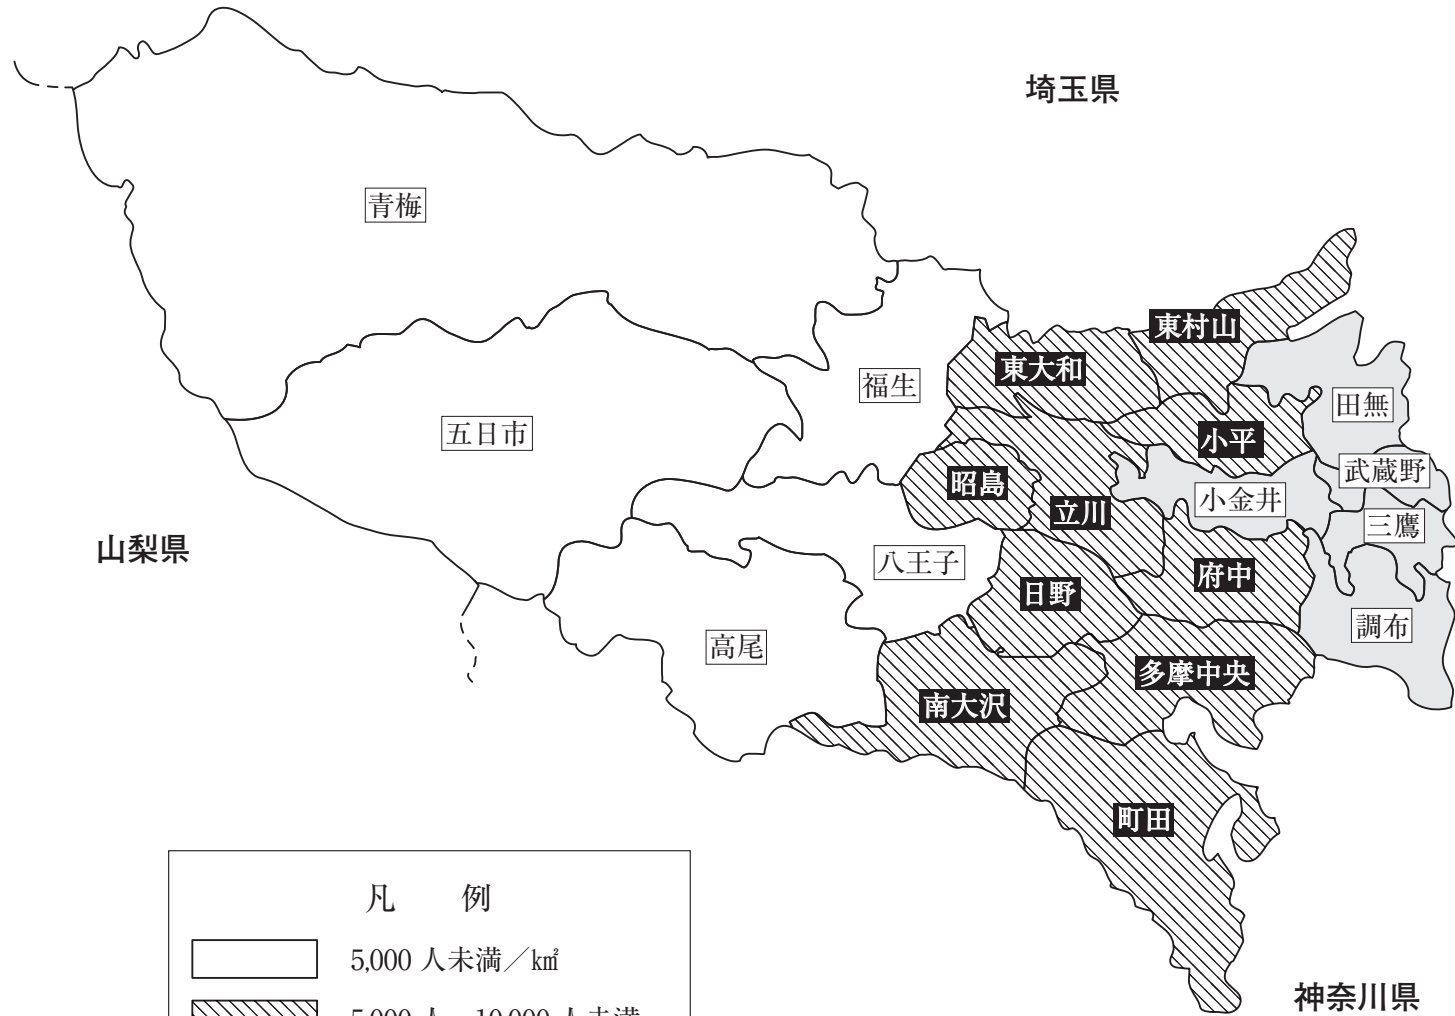 埼玉県
青梅
東村山
東大和
福生
田無
五日市
小平
武蔵野
昭島
小金井
立川
三鷹
山梨県
八王子
府中
日野
調布
高尾
多摩中央
南大沢
町田
凡 例
5,000 人未満／㎢
神奈川県